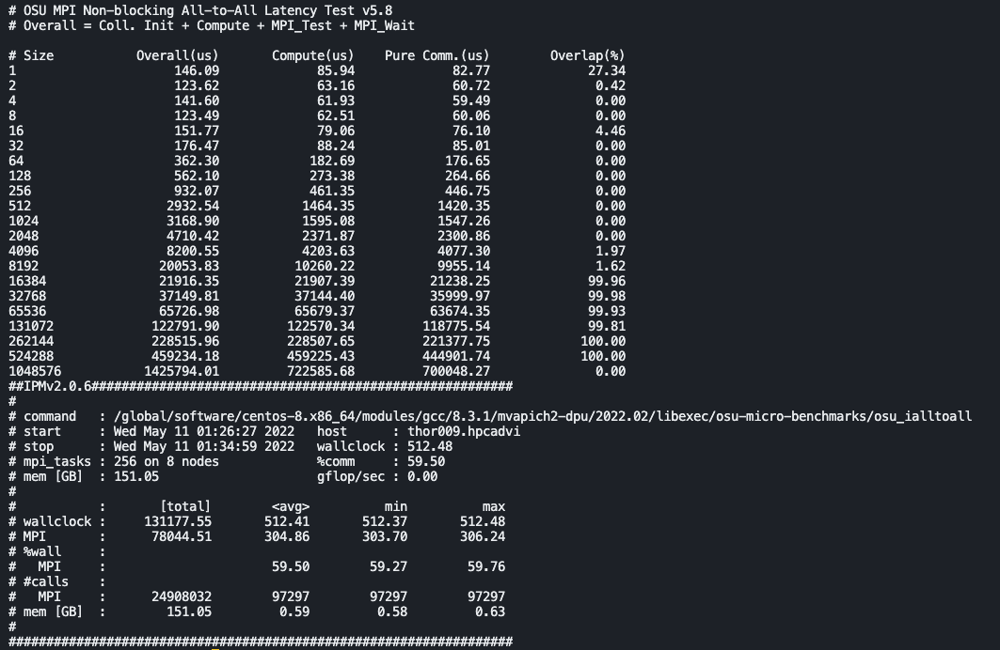 # OSU MPI Non-blocking All-to-All Latency Test v5.8
# Overall = Coll. Init + Compute + MPI_Test + MPI_Wait
# Size Overall(us) Compute(us) Pure Comm.(us) Overlap(%)
1 146.09 85.94 82.77 27.34
2 123.62 63.16 60.72 0.42
4 141.60 61.93 59.49 0.00
8 123.49 62.51 60.06 0.00
16 151.77 79.06 76.10 4.46
32 176.47 88.24 85.01 0.00
64 362.30 182.69 176.65 0.00
128 562.10 273.38 264.66 0.00
256 932.07 461.35 446.75 0.00
512 2932.54 1464.35 1420.35 0.00
1024 3168.90 1595.08 1547.26 0.00
2048 4710.42 2371.87 2300.86 0.00
4096 8200.55 4203.63 4077.30 1.97
8192 20053.83 10260.22 9955.14 1.62
16384 21916.35 21907.39 21238.25 99.96
32768 37149.81 37144.40 35999.97 99.98
65536 65726.98 65679.37 63674.35 99.93
131072 122791.90 122570.34 118775.54 99.81
262144 228515.96 228507.65 221377.75 100.00
524288 459234.18 459225.43 444901.74 100.00
1048576 1425794.01 722585.68 700048.27 0.00
##IPMv2.0.6########################################################
#
# command : /global/software/centos-8.x86_64/modules/gcc/8.3.1/mvapich2-dpu/2022.02/libexec/osu-micro-benchmarks/osu_ialltoall
# start : Wed May 11 01:26:27 2022 host : thor009.hpcadvi
# stop : Wed May 11 01:34:59 2022 wallclock : 512.48
# mpi_tasks : 256 on 8 nodes %comm : 59.50
# mem [GB] : 151.05 gflop/sec : 0.00
#
# : [total] <avg> min max
# wallclock : 131177.55 512.41 512.37 512.48
# MPI : 78044.51 304.86 303.70 306.24
# %wall :
# MPI : 59.50 59.27 59.76
# #calls :
# MPI : 24908032 97297 97297 97297
# mem [GB] : 151.05 0.59 0.58 0.63
#
###################################################################